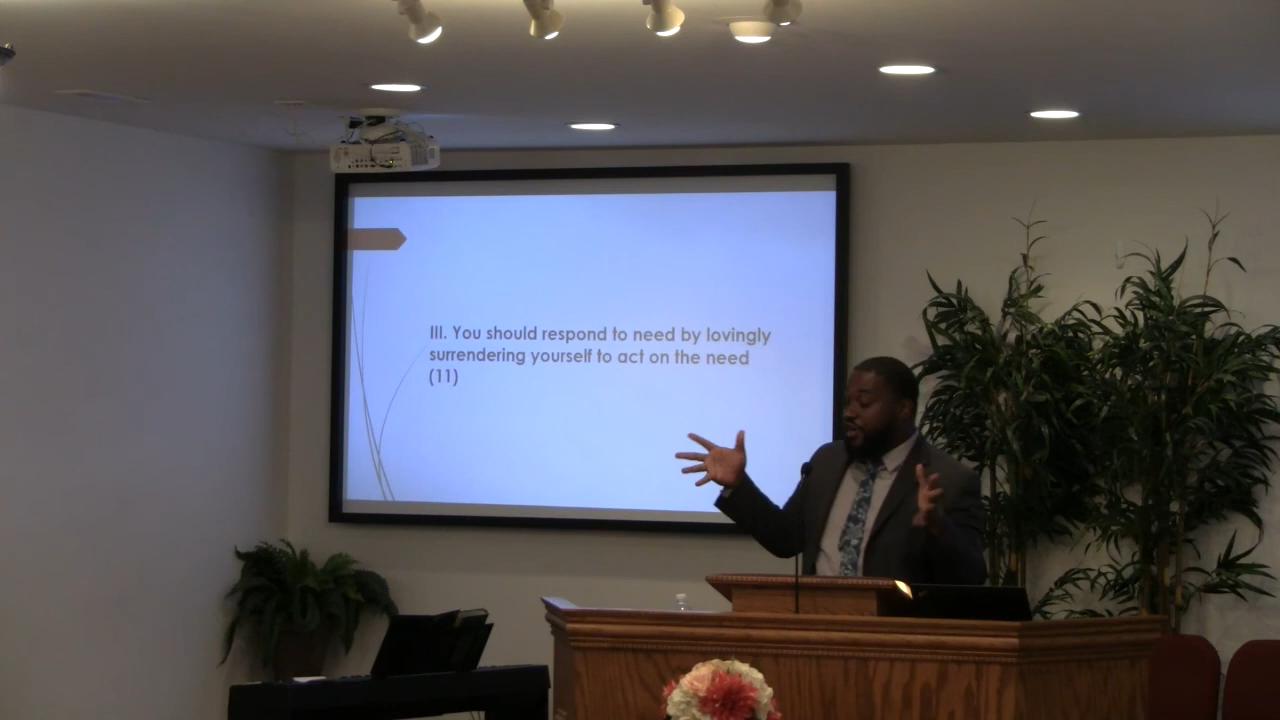 III. You should respond to need by lovingly
surrendering yourself to act on the need
(11)